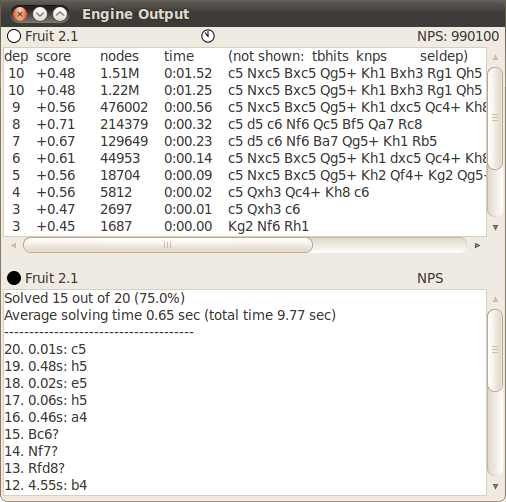 Engine Output
Fruit 2.1 NPS: 990100
dep score nodes time (not shown: tbhits knps seldep)
10 +0.48 1.51M 0:01.52 c5 Nxc5 Bxc5 Qg5+ Kh1 Bxh3 Rg1 Qh5
10 +0.48 1.22M 0:01.25 c5 Nxc5 Bxc5 Qg5+ Kh1 Bxh3 Rg1 Qh5
9 +0.56 476002 0:00.56 c5 Nxc5 Bxc5 Qg5+ Kh1 dxc5 Qc4+ Kh8
8 +0.71 214379 0:00.32 c5 d5 c6 Nf6 Qc5 Bf5 Qa7 Rc8
7 +0.67 129649 0:00.23 c5 d5 c6 Nf6 Ba7 Qg5+ Kh1 Rb5
6 +0.61 44953 0:00.14 c5 Nxc5 Bxc5 Qg5+ Kh1 dxc5 Qc4+ Kh8
5 +0.56 18704 0:00.09 c5 Nxc5 Bxc5 Qg5+ Kh2 Qf4+ Kg2 Qg5-
4 +0.56 5812 0:00.02 c5 Qxh3 Qc4+ Kh8 c6
3 +0.47 2697 0:00.01 c5 Qxh3 c6
3 +0.45 1687 0:00.00 Kg2 Nf6 Rh1
Fruit 2.1 NPS
Solved 15 out of 20 (75.0%)
Average solving time 0.65 sec (total time 9.77 sec)
--------------------------------------
20. 0.01s: c5
19. 0.48s: h5
18. 0.02s: e5
17. 0.06s: h5
16. 0.46s: a4
15. Bc6?
14. Nf7?
13. Rfd8?
12. 4.55s: b4